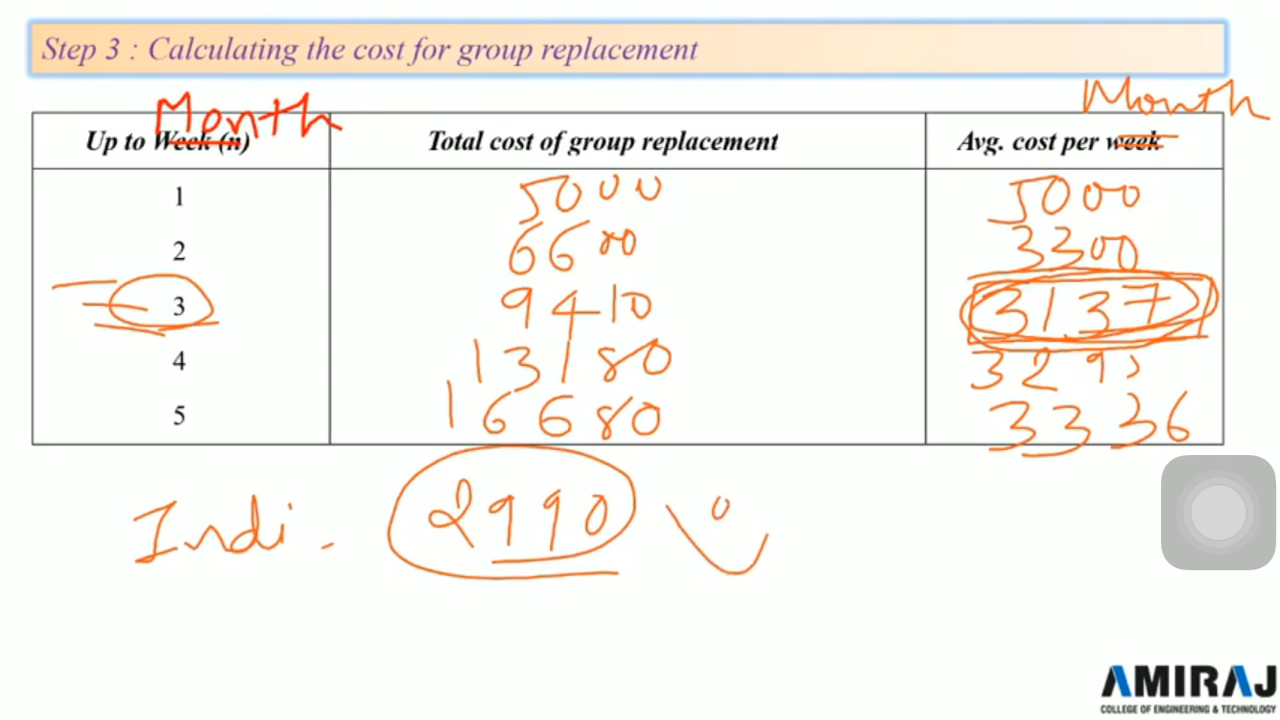 Step 3 : Calculating the cost for group replacement
Month
Month
Up to Week (n) Total cost of group replacement Avg. cost per week
1 5000 5000
2 6600 3300
3 9410 3137
4 13180 329
5 16680 3336
Indi. 2990
AMIRAJ
COLLEGE OF ENGINEERING & TECHNOLOGY